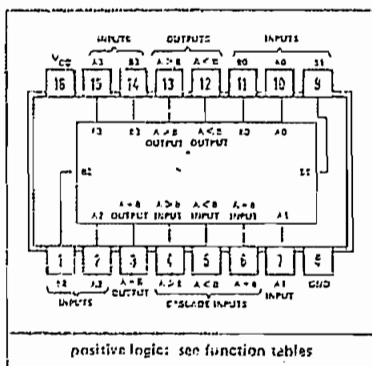 INPUTS OUTPUTS INPUTS
VCC A3 B3 A>B A<B B0 A0 B1
16 15 14 13 12 11 10 9
A3 B3 A>B A<B B0 A0
OUTPUT OUTPUT
B2 B1
A=B A>B A<B A=B
A2 OUTPUT INPUT INPUT INPUT A1
1 2 3 4 5 6 7 8
B2 A2 A=B A>B A<B A=B A1 GND
INPUTS OUTPUT CASCADE INPUTS INPUT
positive logic: see function tables